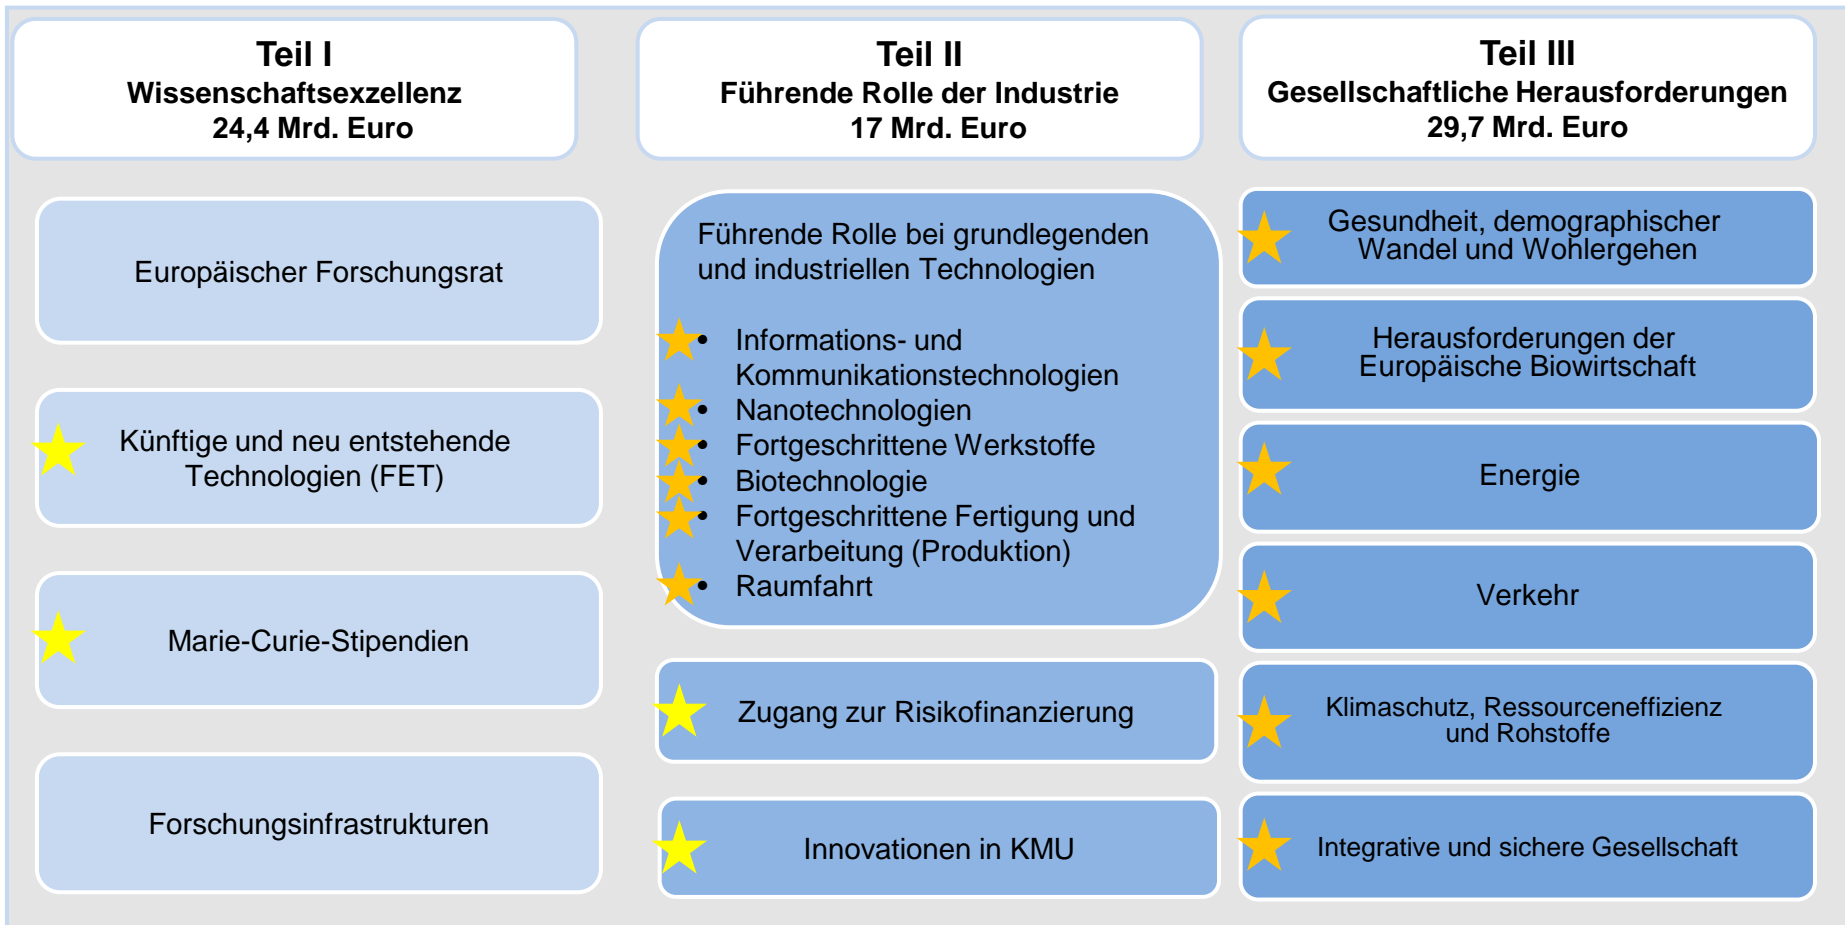 Teil I
Wissenschaftsexzellenz
24,4 Mrd. Euro
Europäischer Forschungsrat
Künftige und neu entstehende
Technologien (FET)
Marie-Curie-Stipendien
Forschungsinfrastrukturen
Teil II
Führende Rolle der Industrie
17 Mrd. Euro
Führende Rolle bei grundlegenden
und industriellen Technologien
• Informations- und
Kommunikationstechnologien
• Nanotechnologien
• Fortgeschrittene Werkstoffe
• Biotechnologie
• Fortgeschrittene Fertigung und
Verarbeitung (Produktion)
• Raumfahrt
Zugang zur Risikofinanzierung
Innovationen in KMU
Teil III
Gesellschaftliche Herausforderungen
29,7 Mrd. Euro
Gesundheit, demographischer
Wandel und Wohlergehen
Herausforderungen der
Europäische Biowirtschaft
Energie
Verkehr
Klimaschutz, Ressourceneffizienz
und Rohstoffe
Integrative und sichere Gesellschaft